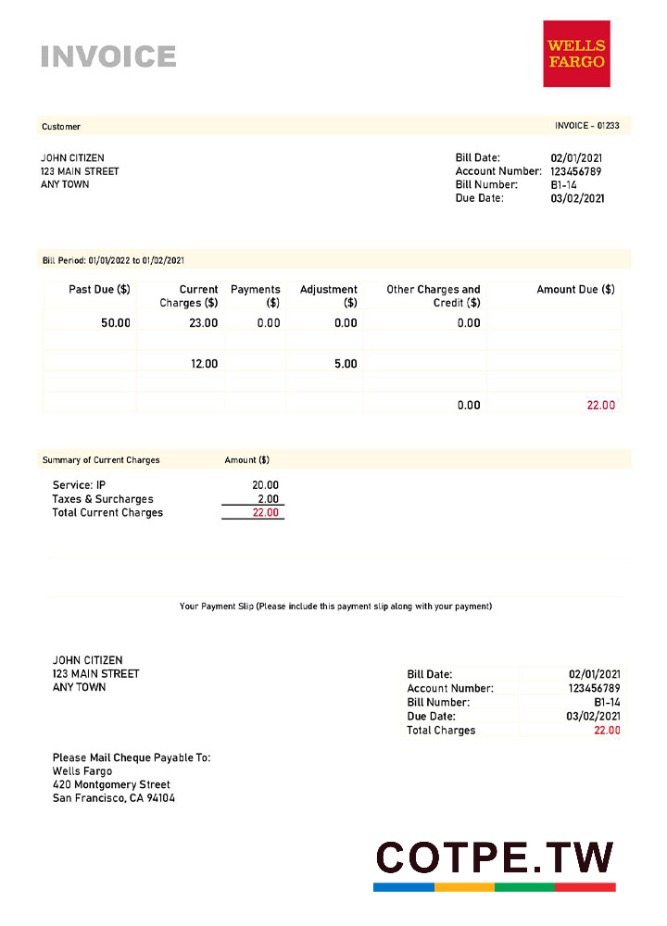 INVOICE
WELLS
FARGO
Customer INVOICE - 01233
JOHN CITIZEN
123 MAIN STREET
ANY TOWN
Bill Date: 02/01/2021
Account Number: 123456789
Bill Number: B1-14
Due Date: 03/02/2021
Bill Period: 01/01/2022 to 01/02/2021
Past Due ($) Current Payments Adjustment Other Charges and Amount Due ($)
Charges ($) ($) ($) Credit ($)
50.00 23.00 0.00 0.00 0.00
12.00 5.00
0.00 22.00
Summary of Current Charges Amount ($)
Service: IP 20.00
Taxes & Surcharges 2.00
Total Current Charges 22.00
Your Payment Slip (Please include this payment slip along with your payment)
JOHN CITIZEN
123 MAIN STREET
ANY TOWN
Bill Date: 02/01/2021
Account Number: 123456789
Bill Number: B1-14
Due Date: 03/02/2021
Total Charges 22.00
Please Mail Cheque Payable To:
Wells Fargo
420 Montgomery Street
San Francisco, CA 94104
COTPE.TW